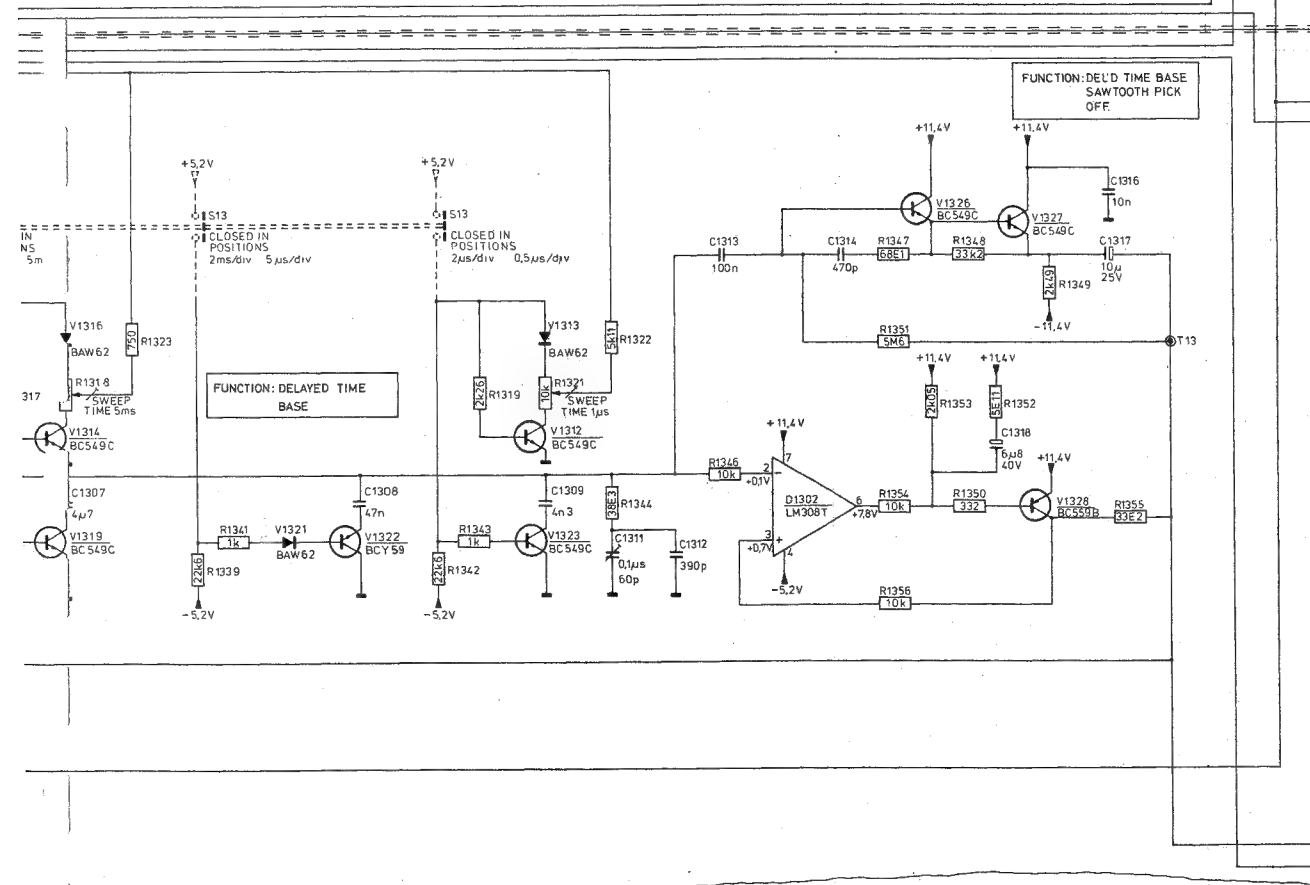 FUNCTION: DEL'D TIME BASE
SAWTOOTH PICK
OFF.
+11,4V
+11,4V
+5,2V
+5,2V
C1316
10n
V1326
BC549C
V1327
BC549C
S13
CLOSED IN
POSITIONS
2ms/div 5µs/div
S13
CLOSED IN
POSITIONS
2µs/div 0,5µs/div
IN
NS
5m
C1313
100n
C1314
470p
R1347
68E1
R1348
33k2
C1317
10µ
25V
2k49
R1349
-11,4V
V1316
BAW62
750
R1323
V1313
BAW62
5k11
R1322
R1351
5M6
T13
FUNCTION: DELAYED TIME
BASE
317
R1318
SWEEP
TIME 5ms
2k26
R1319
10k
R1321
SWEEP
TIME 1µs
+11,4V
+11,4V
2k05
R1353
5E11
R1352
V1314
BC549C
V1312
BC549C
+11,4V
C1318
6µ8
40V
+11,4V
R1346
10k
2
+0,1V
7
D1302
LM308T
6
+7,8V
R1354
10k
R1350
332
V1328
BC559B
R1355
33E2
3
+0,7V
4
-5,2V
C1307
4µ7
C1308
47n
C1309
4n3
38E3
R1344
V1319
BC549C
R1341
1k
V1321
BAW62
V1322
BCY59
R1343
1k
V1323
BC549C
C1311
0,1µs
60p
C1312
390p
22k6
R1339
-5,2V
22k6
R1342
-5,2V
R1356
10k